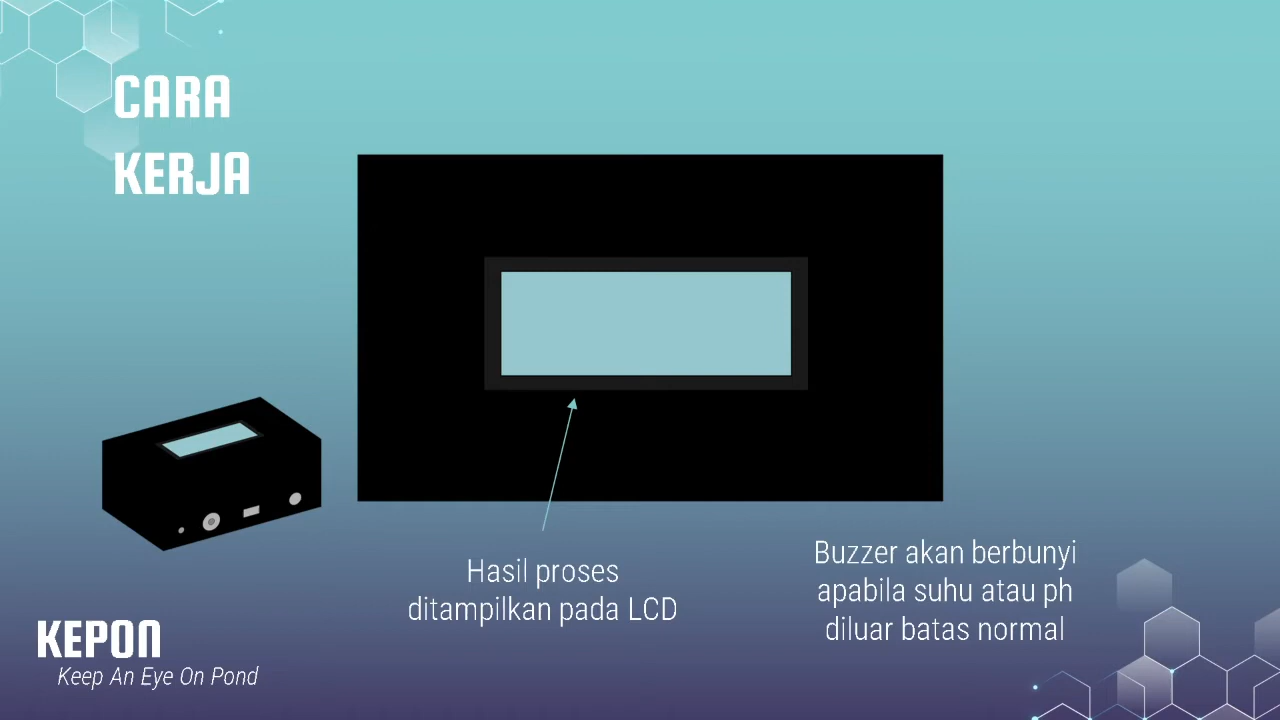 CARA
KERJA
Hasil proses
ditampilkan pada LCD
Buzzer akan berbunyi
apabila suhu atau ph
diluar batas normal
KEPON
Keep An Eye On Pond